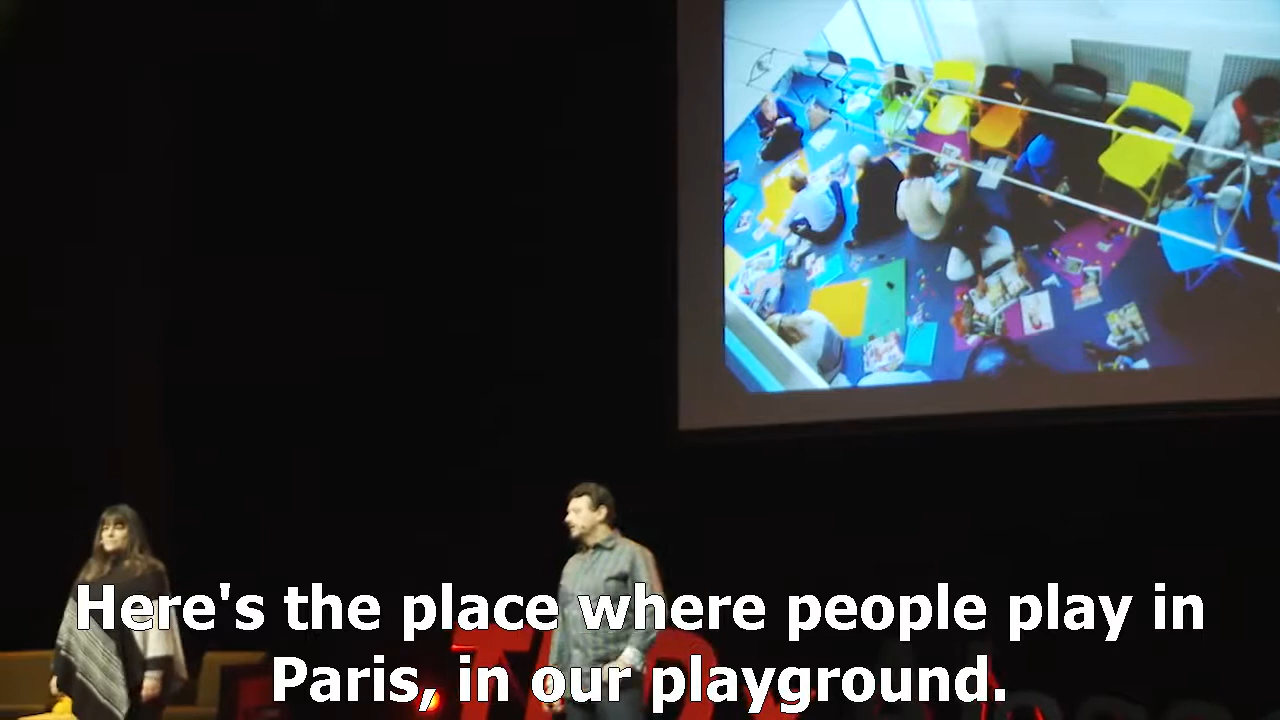 Here's the place where people play in
Paris, in our playground.